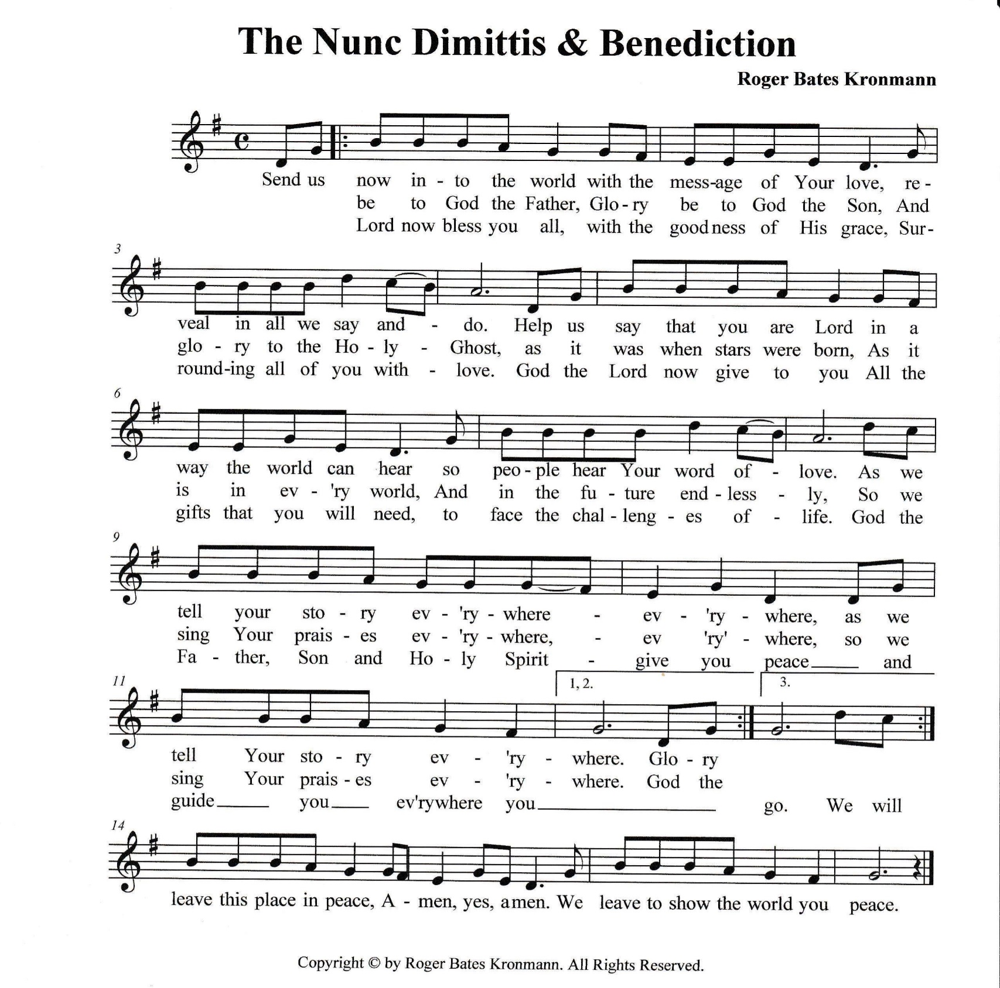 The Nunc Dimittis & Benediction
Roger Bates Kronmann
Send us now in - to the world with the mess-age of Your love, re -
be to God the Father, Glo - ry be to God the Son, And
Lord now bless you all, with the good ness of His grace, Sur-
3
veal in all we say and - do. Help us say that you are Lord in a
glo - ry to the Ho - ly - Ghost, as it was when stars were born, As it
round-ing all of you with - love. God the Lord now give to you All the
6
way the world can hear so peo - ple hear Your word of - love. As we
is in ev - 'ry world, And in the fu - ture end - less - ly, So we
gifts that you will need, to face the chal - leng - es of - life. God the
9
tell your sto - ry ev - 'ry - where - ev - 'ry - where, as we
sing Your prais - es ev - 'ry - where, - ev 'ry' - where, so we
Fa - ther, Son and Ho - ly Spirit - give you peace____ and
11
1, 2.
3.
tell Your sto - ry ev - 'ry - where. Glo - ry
sing Your prais - es ev - 'ry - where. God the
guide____ you____ ev'rywhere you____ go. We will
14
leave this place in peace, A - men, yes, amen. We leave to show the world you peace.
Copyright © by Roger Bates Kronmann. All Rights Reserved.